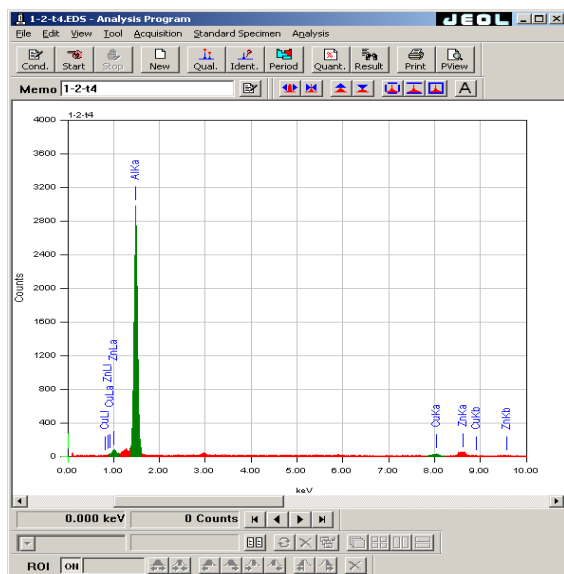 1-2-t4.EDS - Analysis Program JEOL
File Edit View Tool Acquisition Standard Specimen Analysis
Cond. Start Stop New Qual. Ident. Period Quant. Result Print PView
Memo 1-2-t4 A
1-2-t4
4000
3600
3200
2800
2400
2000
1600
1200
800
400
0
Counts
CuLl
CuLa
ZnLl
ZnLa
AlKa
CuKa
ZnKa
CuKb
ZnKb
0.00 1.00 2.00 3.00 4.00 5.00 6.00 7.00 8.00 9.00 10.00
keV
0.000 keV 0 Counts
ROI ON